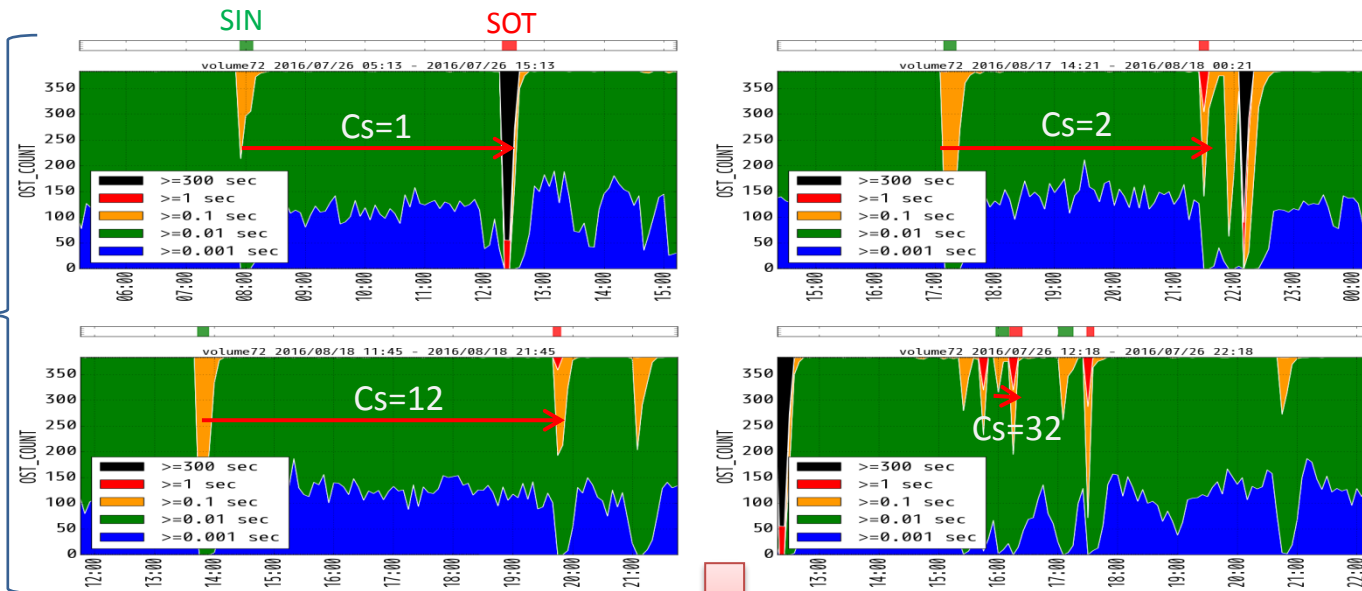 SIN
SOT
volume72 2016/07/26 05:13 - 2016/07/26 15:13
350
300
250
200
150
100
50
0
OST_COUNT
Cs=1
>=300 sec
>=1 sec
>=0.1 sec
>=0.01 sec
>=0.001 sec
06:00
07:00
08:00
09:00
10:00
11:00
12:00
13:00
14:00
15:00
volume72 2016/08/17 14:21 - 2016/08/18 00:21
350
300
250
200
150
100
50
0
OST_COUNT
Cs=2
>=300 sec
>=1 sec
>=0.1 sec
>=0.01 sec
>=0.001 sec
15:00
16:00
17:00
18:00
19:00
20:00
21:00
22:00
23:00
00:00
volume72 2016/08/18 11:45 - 2016/08/18 21:45
350
300
250
200
150
100
50
0
OST_COUNT
Cs=12
>=300 sec
>=1 sec
>=0.1 sec
>=0.01 sec
>=0.001 sec
12:00
13:00
14:00
15:00
16:00
17:00
18:00
19:00
20:00
21:00
volume72 2016/07/26 12:18 - 2016/07/26 22:18
350
300
250
200
150
100
50
0
OST_COUNT
Cs=32
>=300 sec
>=1 sec
>=0.1 sec
>=0.01 sec
>=0.001 sec
13:00
14:00
15:00
16:00
17:00
18:00
19:00
20:00
21:00
22:00